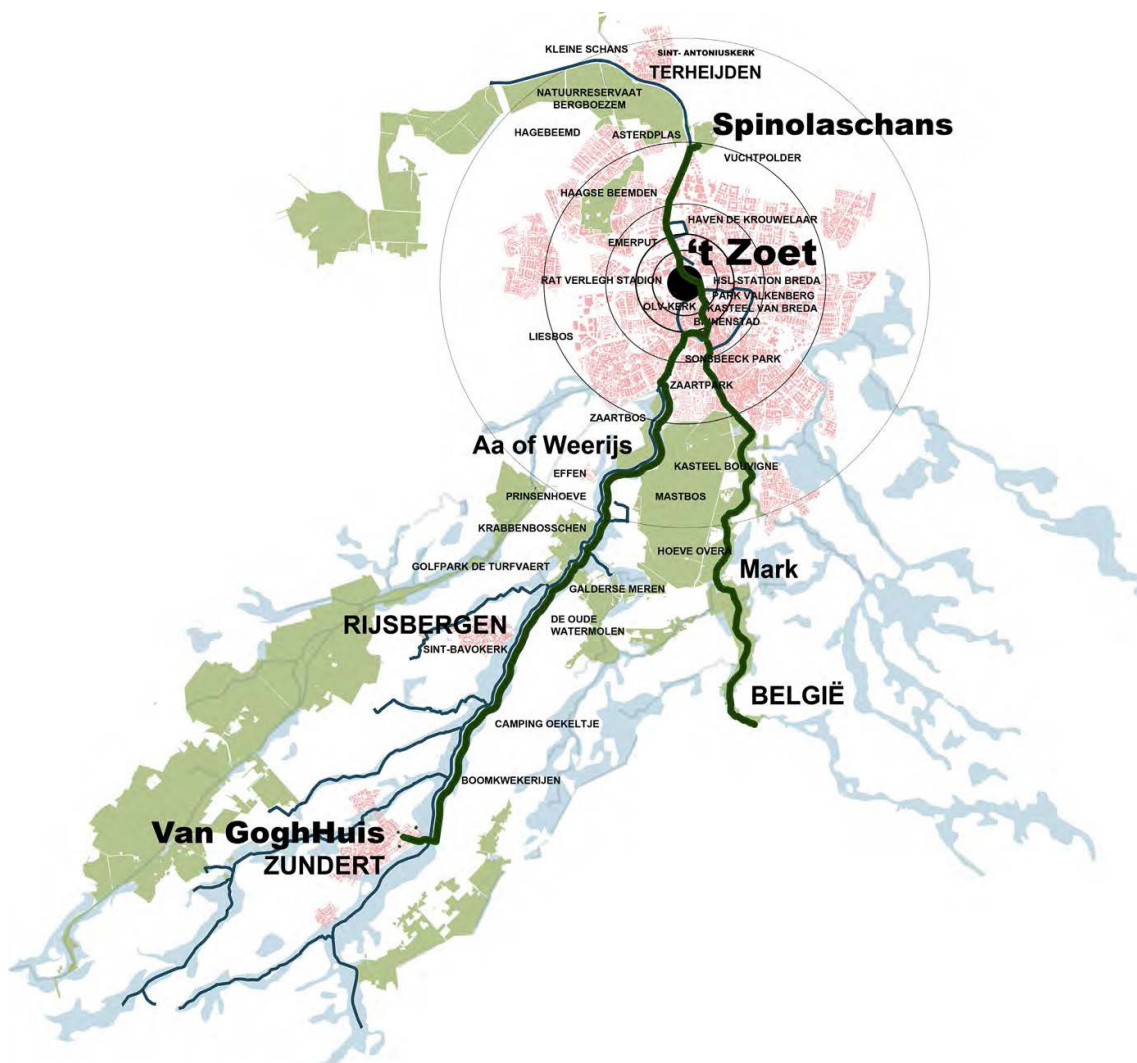 KLEINE SCHANS
SINT- ANTONIUSKERK
TERHEIJDEN
NATUURRESERVAAT
BERGBOEZEM
Spinolaschans
HAGEBEEMD
ASTERDPLAS
VUCHTPOLDER
HAAGSE BEEMDEN
HAVEN DE KROUWELAAR
EMERPUT
‘t Zoet
RAT VERLEGH STADION
HSL-STATION BREDA
PARK VALKENBERG
OLV-KERK
KASTEEL VAN BREDA
BINNENSTAD
LIESBOS
SONSBEECK PARK
ZAARTPARK
ZAARTBOS
Aa of Weerijs
EFFEN
KASTEEL BOUVIGNE
PRINSENHOEVE
MASTBOS
KRABBENBOSSCHEN
HOEVE OVERA
GOLFPARK DE TURFVAERT
Mark
GALDERSE MEREN
RIJSBERGEN
DE OUDE
WATERMOLEN
SINT-BAVOKERK
BELGIË
CAMPING OEKELTJE
BOOMKWEKERIJEN
Van GoghHuis
ZUNDERT